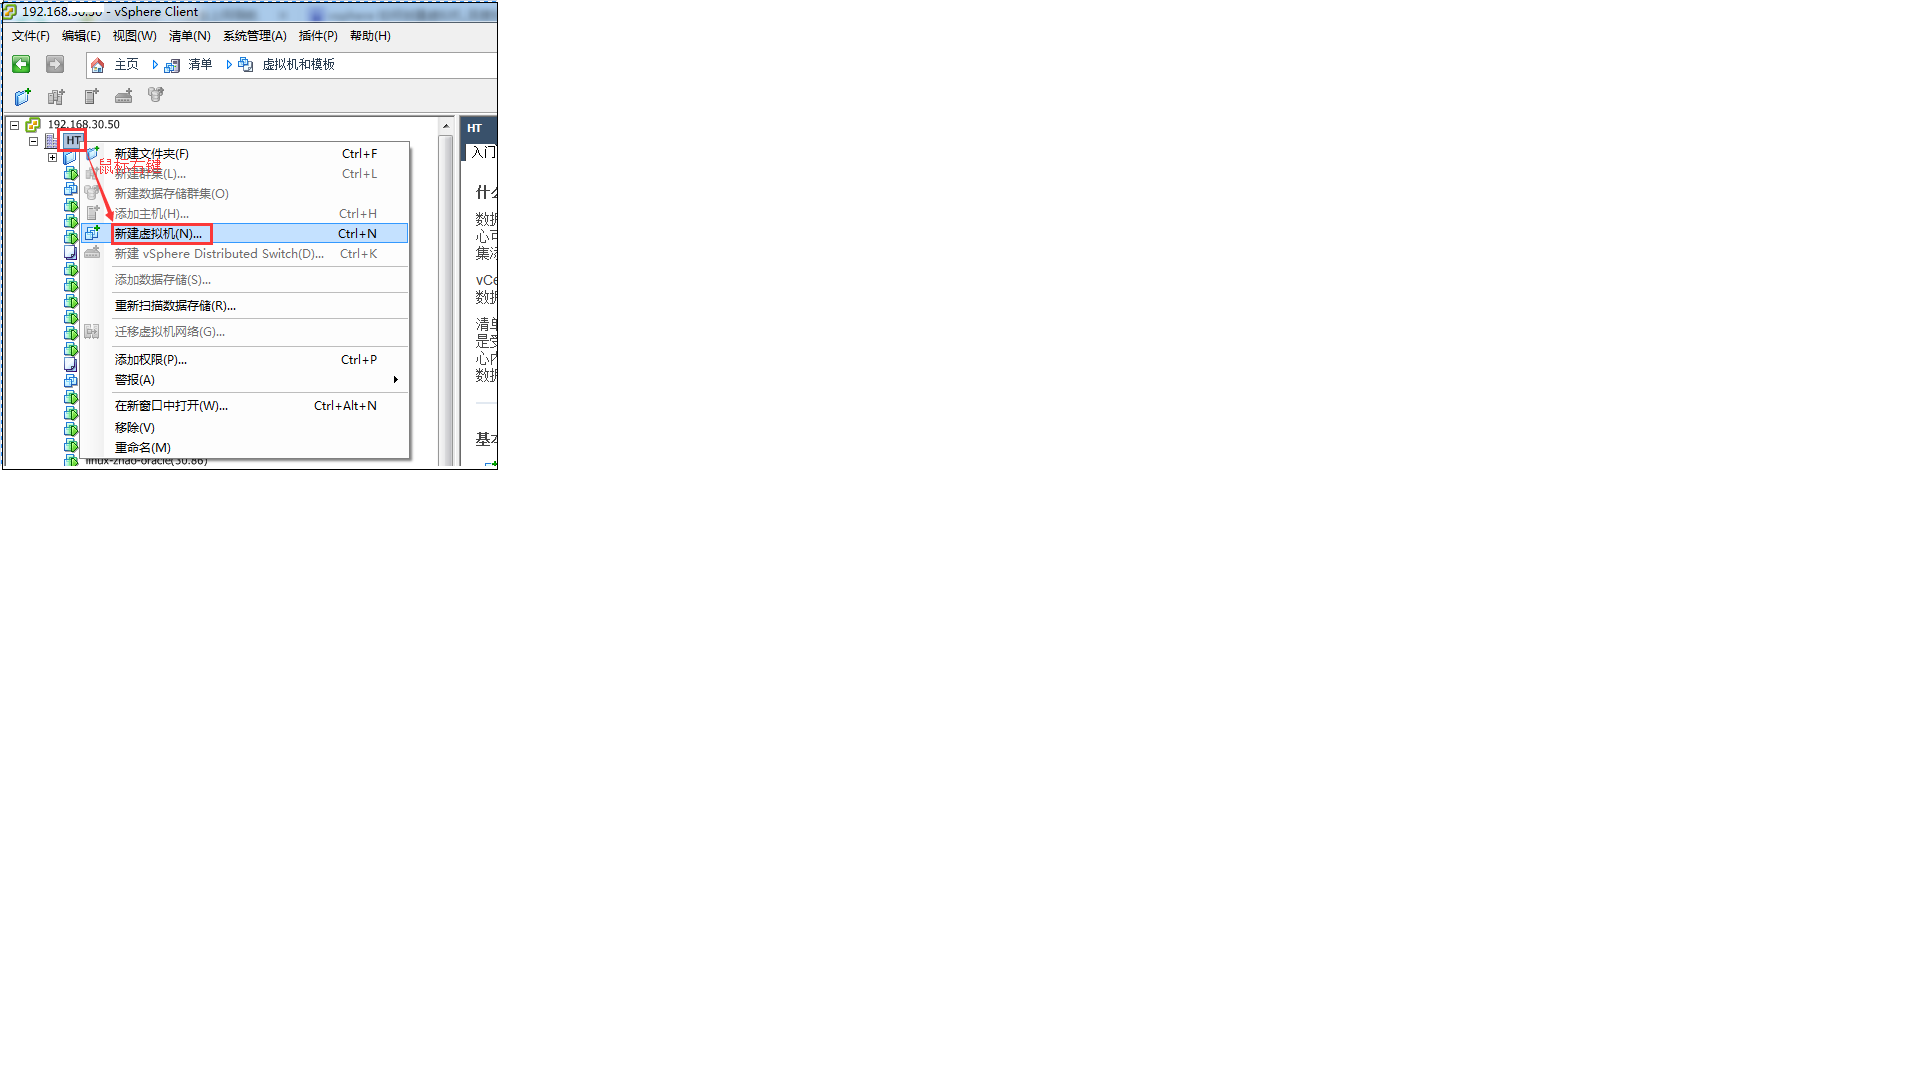 192.168.30.50 - vSphere Client
文件(F) 编辑(E) 视图(W) 清单(N) 系统管理(A) 插件(P) 帮助(H)
主页 清单 虚拟机和模板
192.168.30.50
HT
HT
入门
新建文件夹(F) Ctrl+F
鼠标右键
新建群集(L)... Ctrl+L
新建数据存储群集(O)
添加主机(H)... Ctrl+H
新建虚拟机(N)... Ctrl+N
新建 vSphere Distributed Switch(D)... Ctrl+K
添加数据存储(S)...
重新扫描数据存储(R)...
迁移虚拟机网络(G)...
添加权限(P)... Ctrl+P
警报(A)
在新窗口中打开(W)... Ctrl+Alt+N
移除(V)
重命名(M)
linux-zhao-oracle(30.86)
什么
数据
心可
集添
vCe
数据
清单
是受
心内
数据
基本